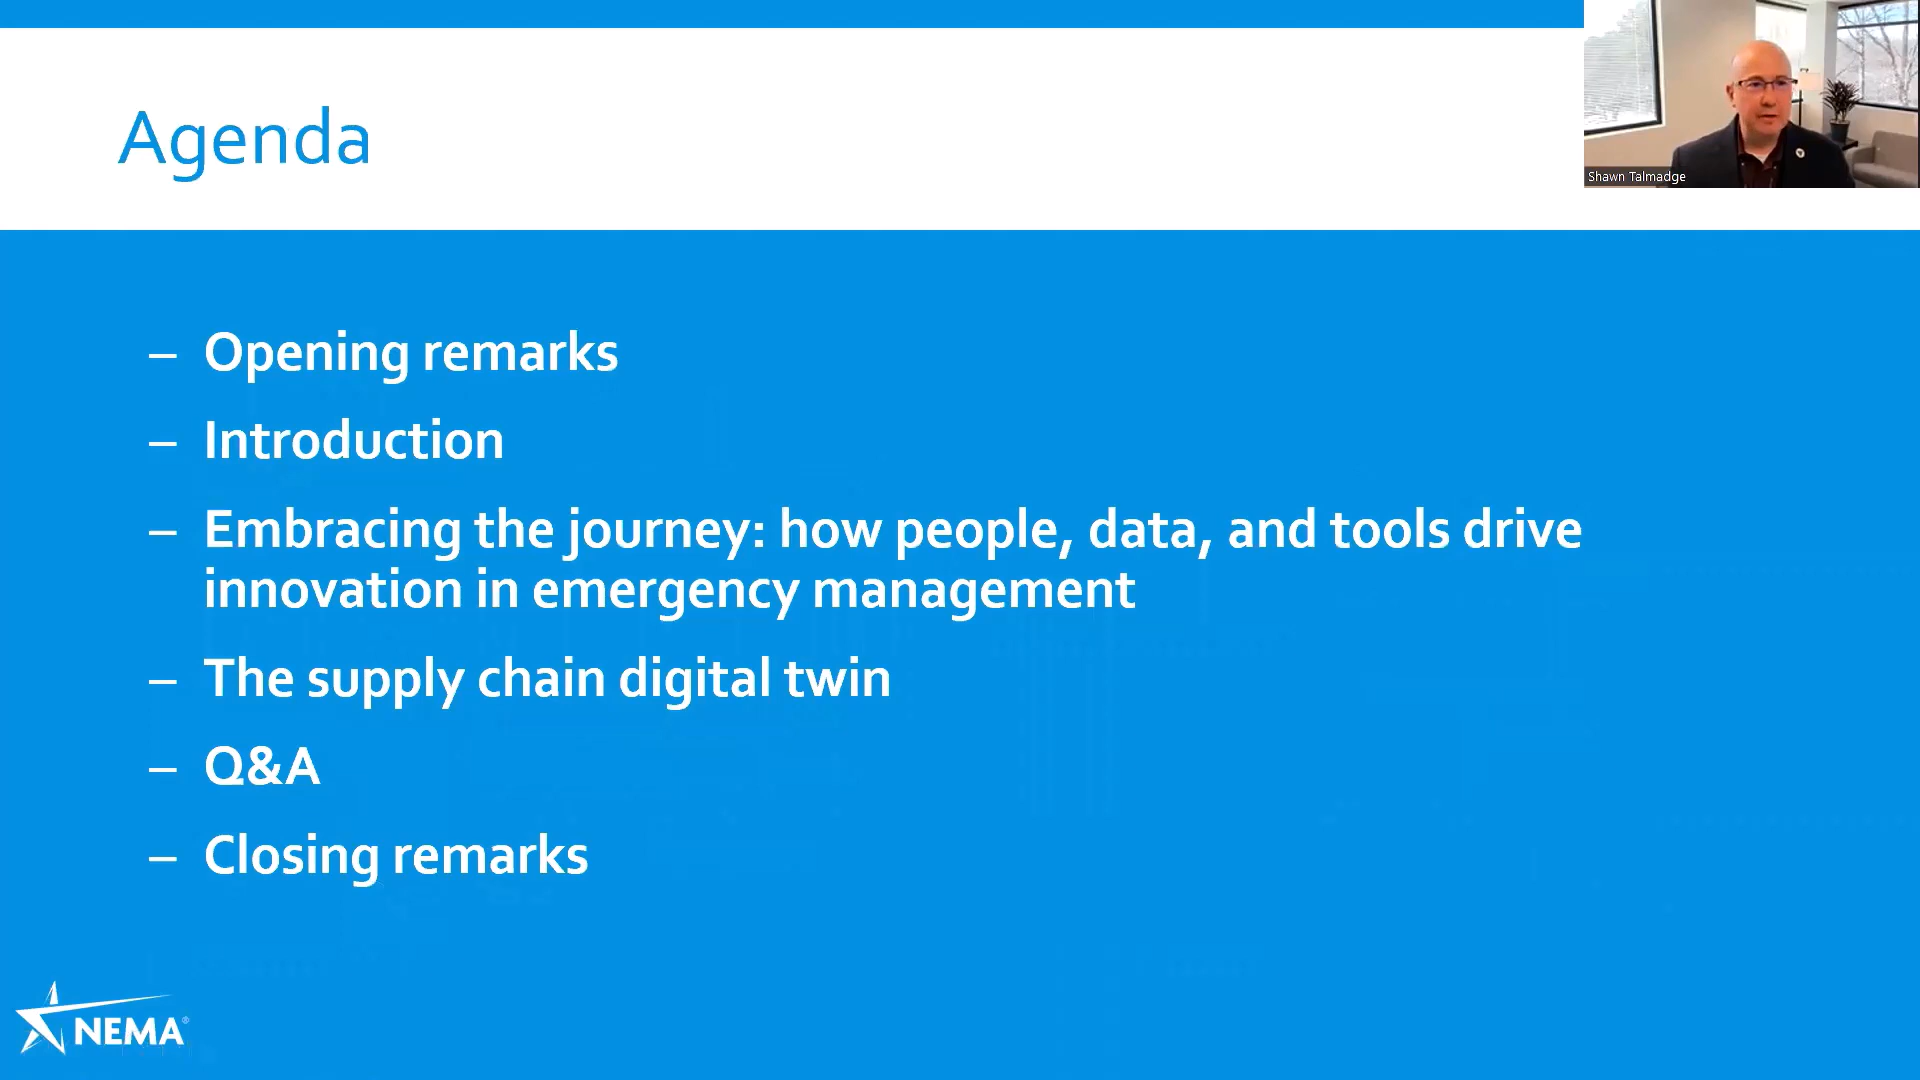 Agenda
Shawn Talmadge
– Opening remarks
– Introduction
– Embracing the journey: how people, data, and tools drive
innovation in emergency management
– The supply chain digital twin
– Q&A
– Closing remarks
NEMA®